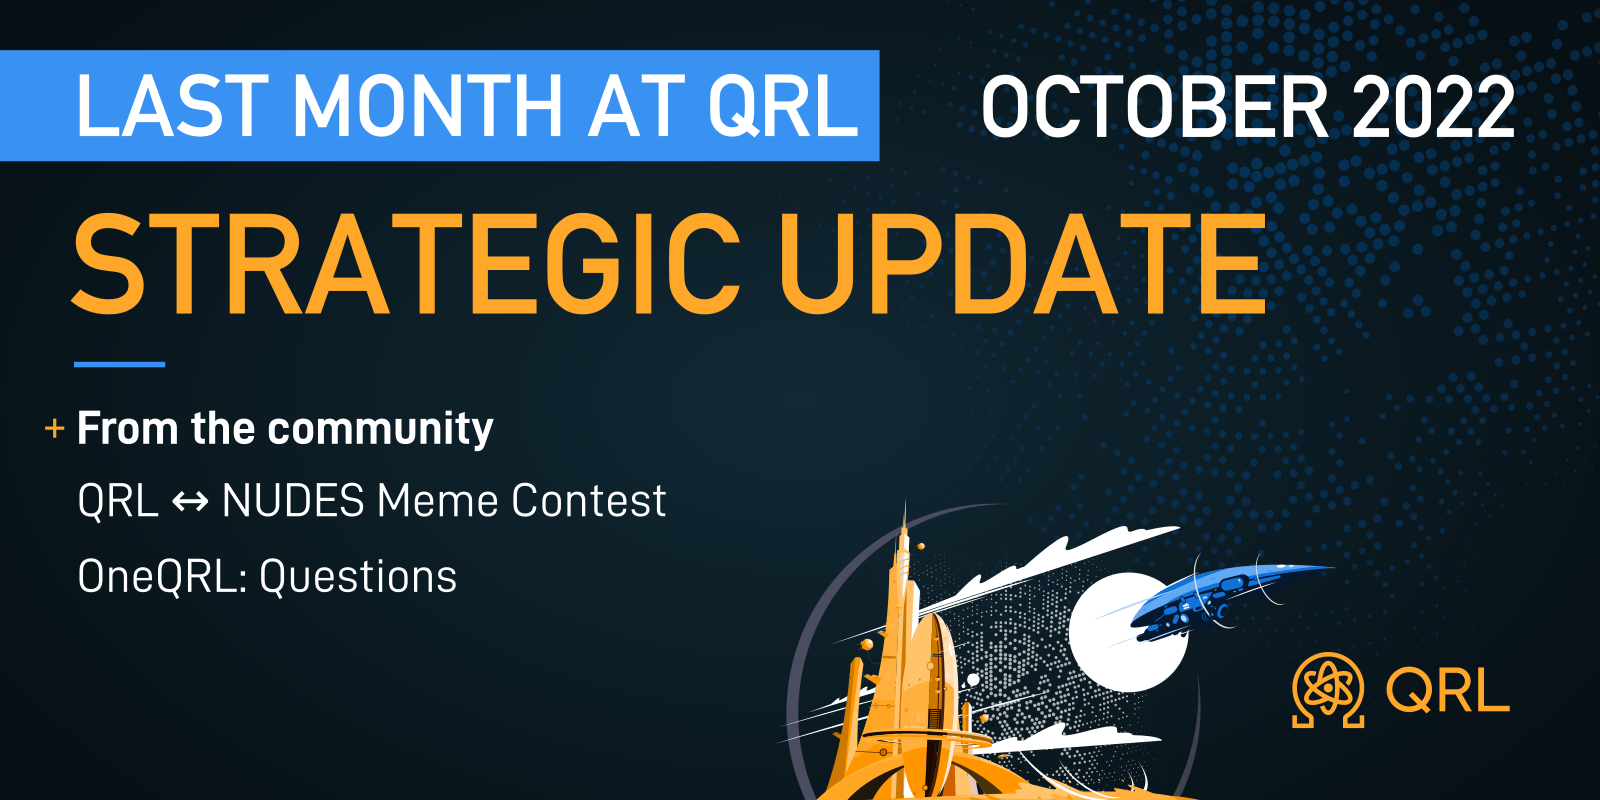 LAST MONTH AT QRL
OCTOBER 2022
STRATEGIC UPDATE
+ From the community
QRL ↔ NUDES Meme Contest
OneQRL: Questions
QRL